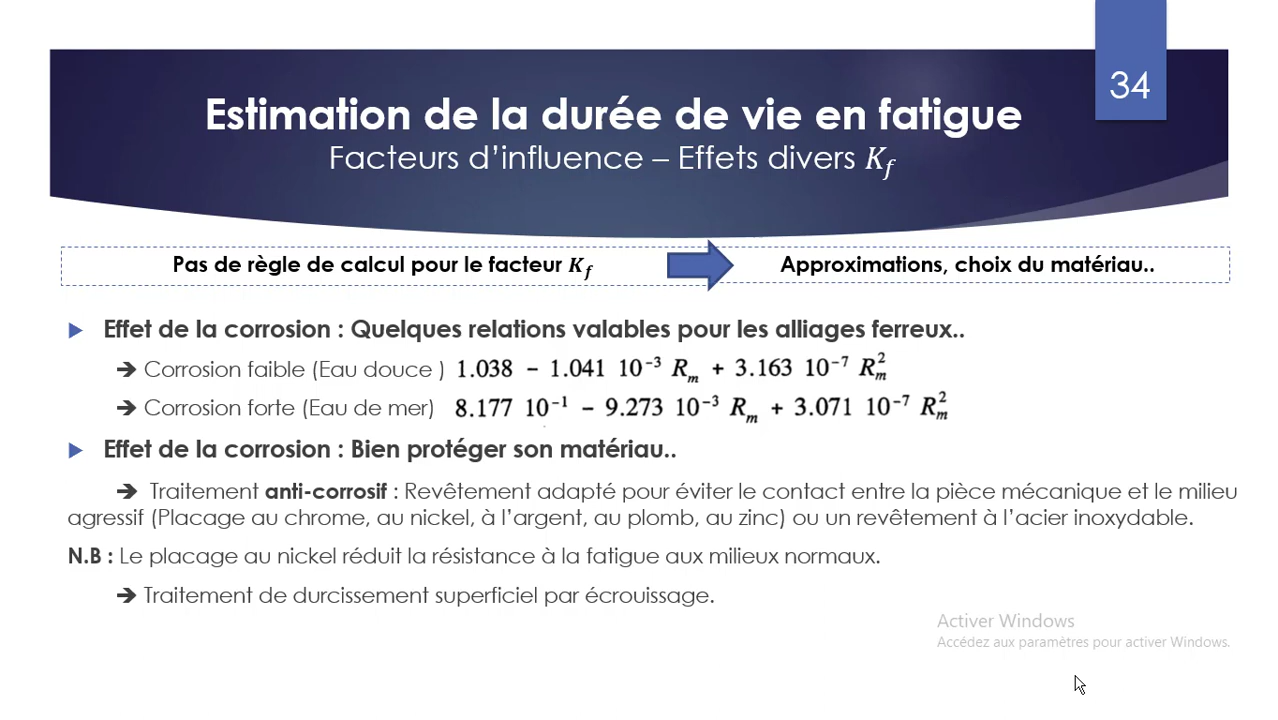 34
Estimation de la durée de vie en fatigue
Facteurs d’influence – Effets divers K_f
Pas de règle de calcul pour le facteur K_f
Approximations, choix du matériau..
Effet de la corrosion : Quelques relations valables pour les alliages ferreux..
➔ Corrosion faible (Eau douce ) 1.038 – 1.041 10⁻³ R_m + 3.163 10⁻⁷ R_m²
➔ Corrosion forte (Eau de mer) 8.177 10⁻¹ – 9.273 10⁻³ R_m + 3.071 10⁻⁷ R_m²
Effet de la corrosion : Bien protéger son matériau..
➔ Traitement anti-corrosif : Revêtement adapté pour éviter le contact entre la pièce mécanique et le milieu
agressif (Placage au chrome, au nickel, à l’argent, au plomb, au zinc) ou un revêtement à l’acier inoxydable.
N.B : Le placage au nickel réduit la résistance à la fatigue aux milieux normaux.
➔ Traitement de durcissement superficiel par écrouissage.
Activer Windows
Accédez aux paramètres pour activer Windows.